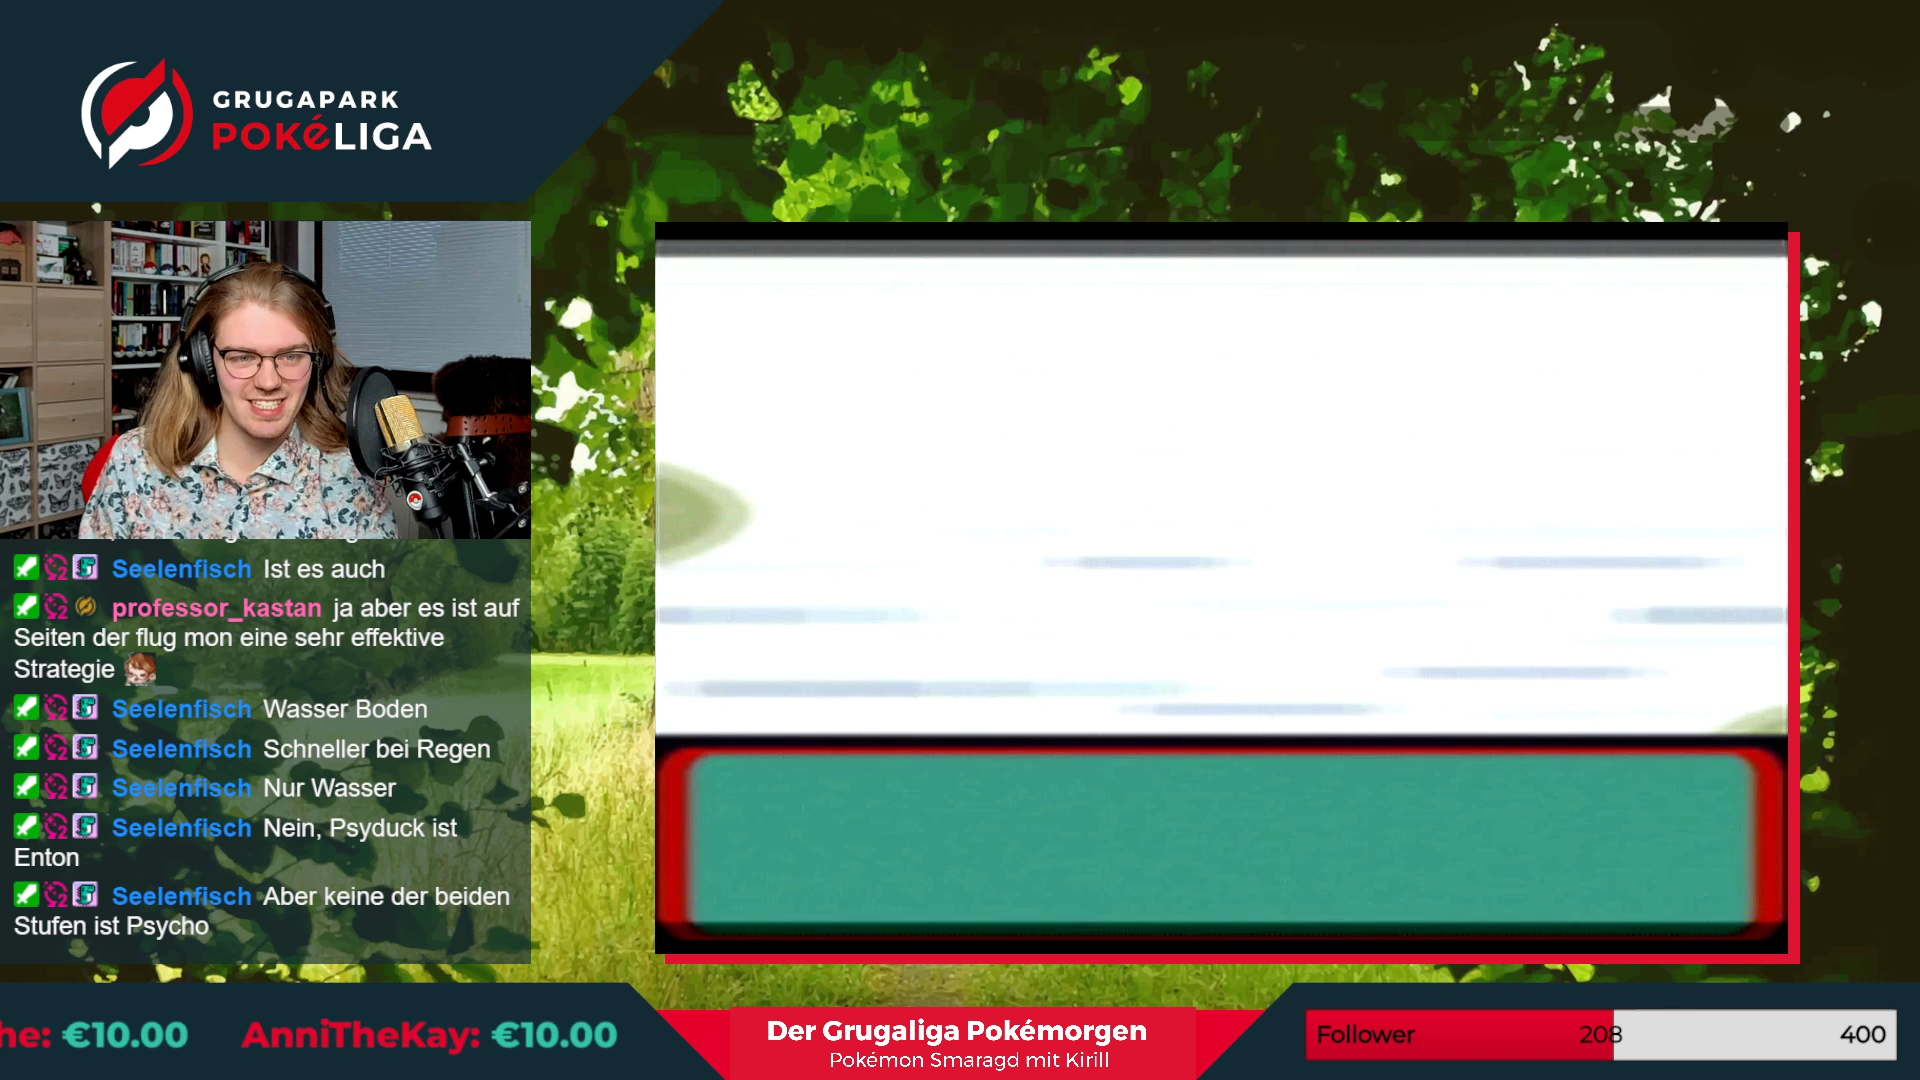 GRUGAPARK
POKéLIGA
Seelenfisch Ist es auch
professor_kastan ja aber es ist auf
Seiten der flug mon eine sehr effektive
Strategie
Seelenfisch Wasser Boden
Seelenfisch Schneller bei Regen
Seelenfisch Nur Wasser
Seelenfisch Nein, Psyduck ist
Enton
Seelenfisch Aber keine der beiden
Stufen ist Psycho
he: €10.00 AnniTheKay: €10.00
Der Grugaliga Pokémorgen
Pokémon Smaragd mit Kirill
Follower 208 400